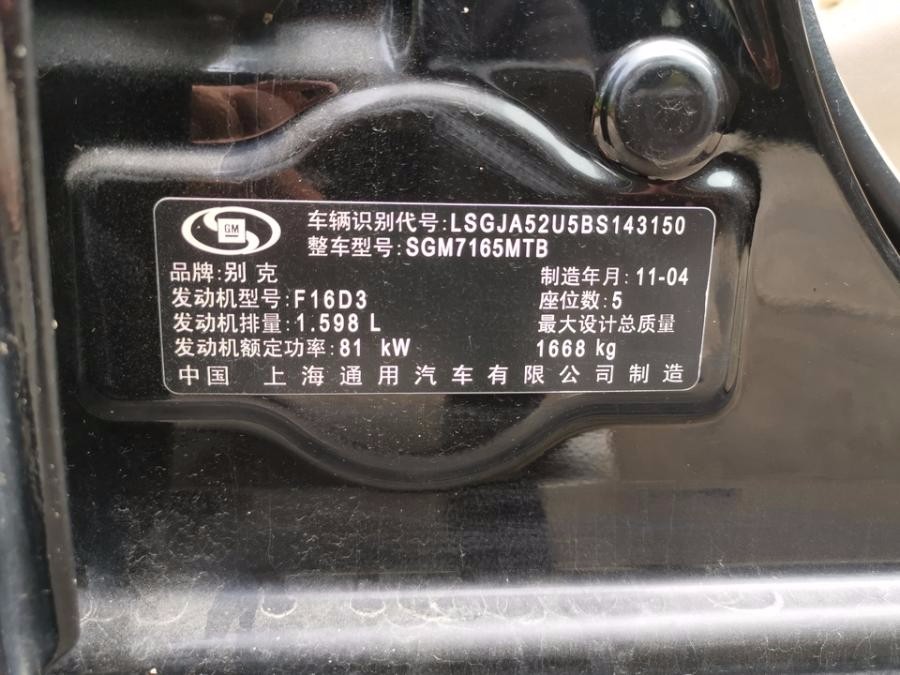 GM
车辆识别代号:LSGJA52U5BS143150
整车型号:SGM7165MTB
品牌:别克
制造年月:11-04
发动机型号:F16D3
座位数:5
发动机排量:1.598 L
最大设计总质量
发动机额定功率:81 kW
1668 kg
中国 上海通用汽车有限公司制造